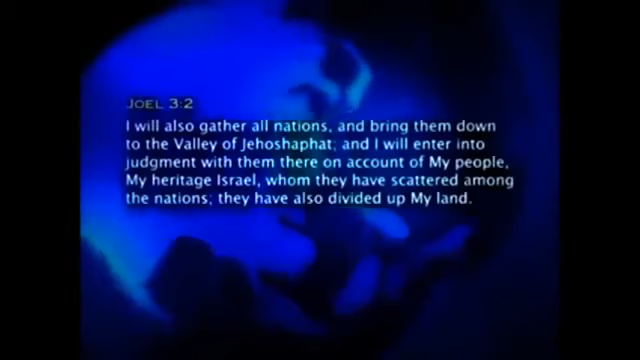 JOEL 3:2
I will also gather all nations, and bring them down
to the Valley of Jehoshaphat; and I will enter into
judgment with them there on account of My people,
My heritage Israel, whom they have scattered among
the nations; they have also divided up My land.